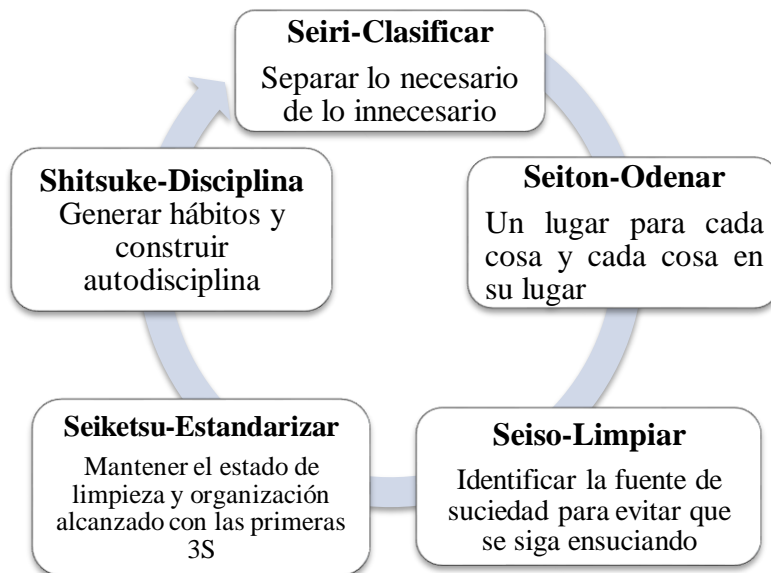 Seiri-Clasificar
Separar lo necesario
de lo innecesario
Seiton-Odenar
Un lugar para cada
cosa y cada cosa en
su lugar
Seiso-Limpiar
Identificar la fuente de
suciedad para evitar que
se siga ensuciando
Seiketsu-Estandarizar
Mantener el estado de
limpieza y organización
alcanzado con las primeras
3S
Shitsuke-Disciplina
Generar hábitos y
construir
autodisciplina